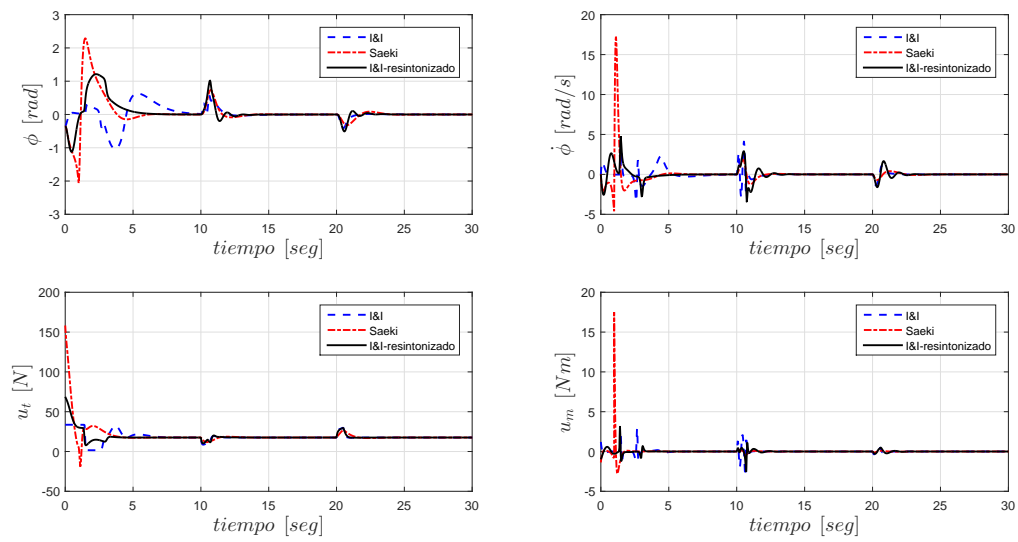 3
2
1
0
-1
-2
-3
ϕ [rad]
0 5 10 15 20 25 30
tiempo [seg]
I&I
Saeki
I&I-resintonizado
20
15
10
5
0
-5
ϕ̇ [rad/s]
0 5 10 15 20 25 30
tiempo [seg]
I&I
Saeki
I&I-resintonizado
200
150
100
50
0
-50
u_t [N]
0 5 10 15 20 25 30
tiempo [seg]
I&I
Saeki
I&I-resintonizado
20
15
10
5
0
-5
u_m [Nm]
0 5 10 15 20 25 30
tiempo [seg]
I&I
Saeki
I&I-resintonizado